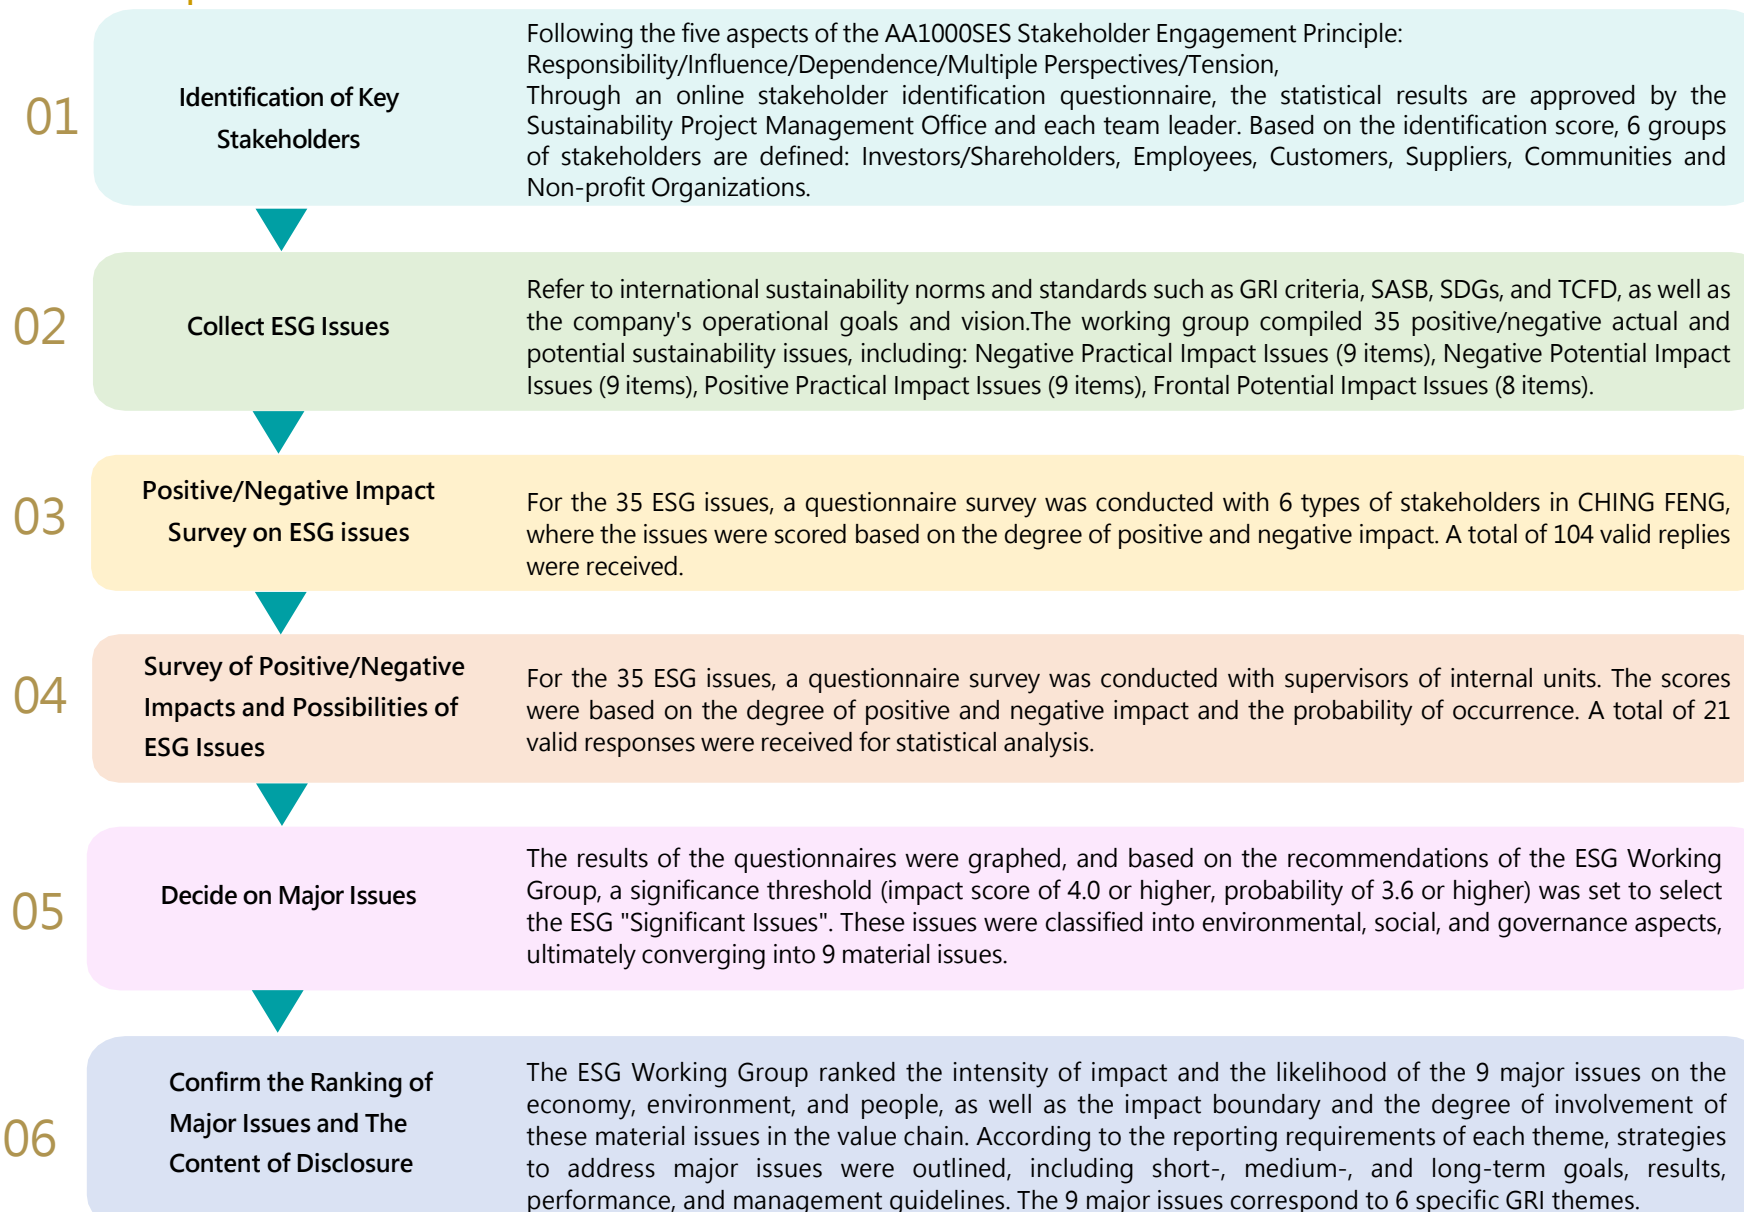 01
Identification of Key
Stakeholders
Following the five aspects of the AA1000SES Stakeholder Engagement Principle:
Responsibility/Influence/Dependence/Multiple Perspectives/Tension,
Through an online stakeholder identification questionnaire, the statistical results are approved by the
Sustainability Project Management Office and each team leader. Based on the identification score, 6 groups
of stakeholders are defined: Investors/Shareholders, Employees, Customers, Suppliers, Communities and
Non-profit Organizations.
02
Collect ESG Issues
Refer to international sustainability norms and standards such as GRI criteria, SASB, SDGs, and TCFD, as well as
the company's operational goals and vision.The working group compiled 35 positive/negative actual and
potential sustainability issues, including: Negative Practical Impact Issues (9 items), Negative Potential Impact
Issues (9 items), Positive Practical Impact Issues (9 items), Frontal Potential Impact Issues (8 items).
03
Positive/Negative Impact
Survey on ESG issues
For the 35 ESG issues, a questionnaire survey was conducted with 6 types of stakeholders in CHING FENG,
where the issues were scored based on the degree of positive and negative impact. A total of 104 valid replies
were received.
04
Survey of Positive/Negative
Impacts and Possibilities of
ESG Issues
For the 35 ESG issues, a questionnaire survey was conducted with supervisors of internal units. The scores
were based on the degree of positive and negative impact and the probability of occurrence. A total of 21
valid responses were received for statistical analysis.
05
Decide on Major Issues
The results of the questionnaires were graphed, and based on the recommendations of the ESG Working
Group, a significance threshold (impact score of 4.0 or higher, probability of 3.6 or higher) was set to select
the ESG "Significant Issues". These issues were classified into environmental, social, and governance aspects,
ultimately converging into 9 material issues.
06
Confirm the Ranking of
Major Issues and The
Content of Disclosure
The ESG Working Group ranked the intensity of impact and the likelihood of the 9 major issues on the
economy, environment, and people, as well as the impact boundary and the degree of involvement of
these material issues in the value chain. According to the reporting requirements of each theme, strategies
to address major issues were outlined, including short-, medium-, and long-term goals, results,
performance, and management guidelines. The 9 major issues correspond to 6 specific GRI themes.